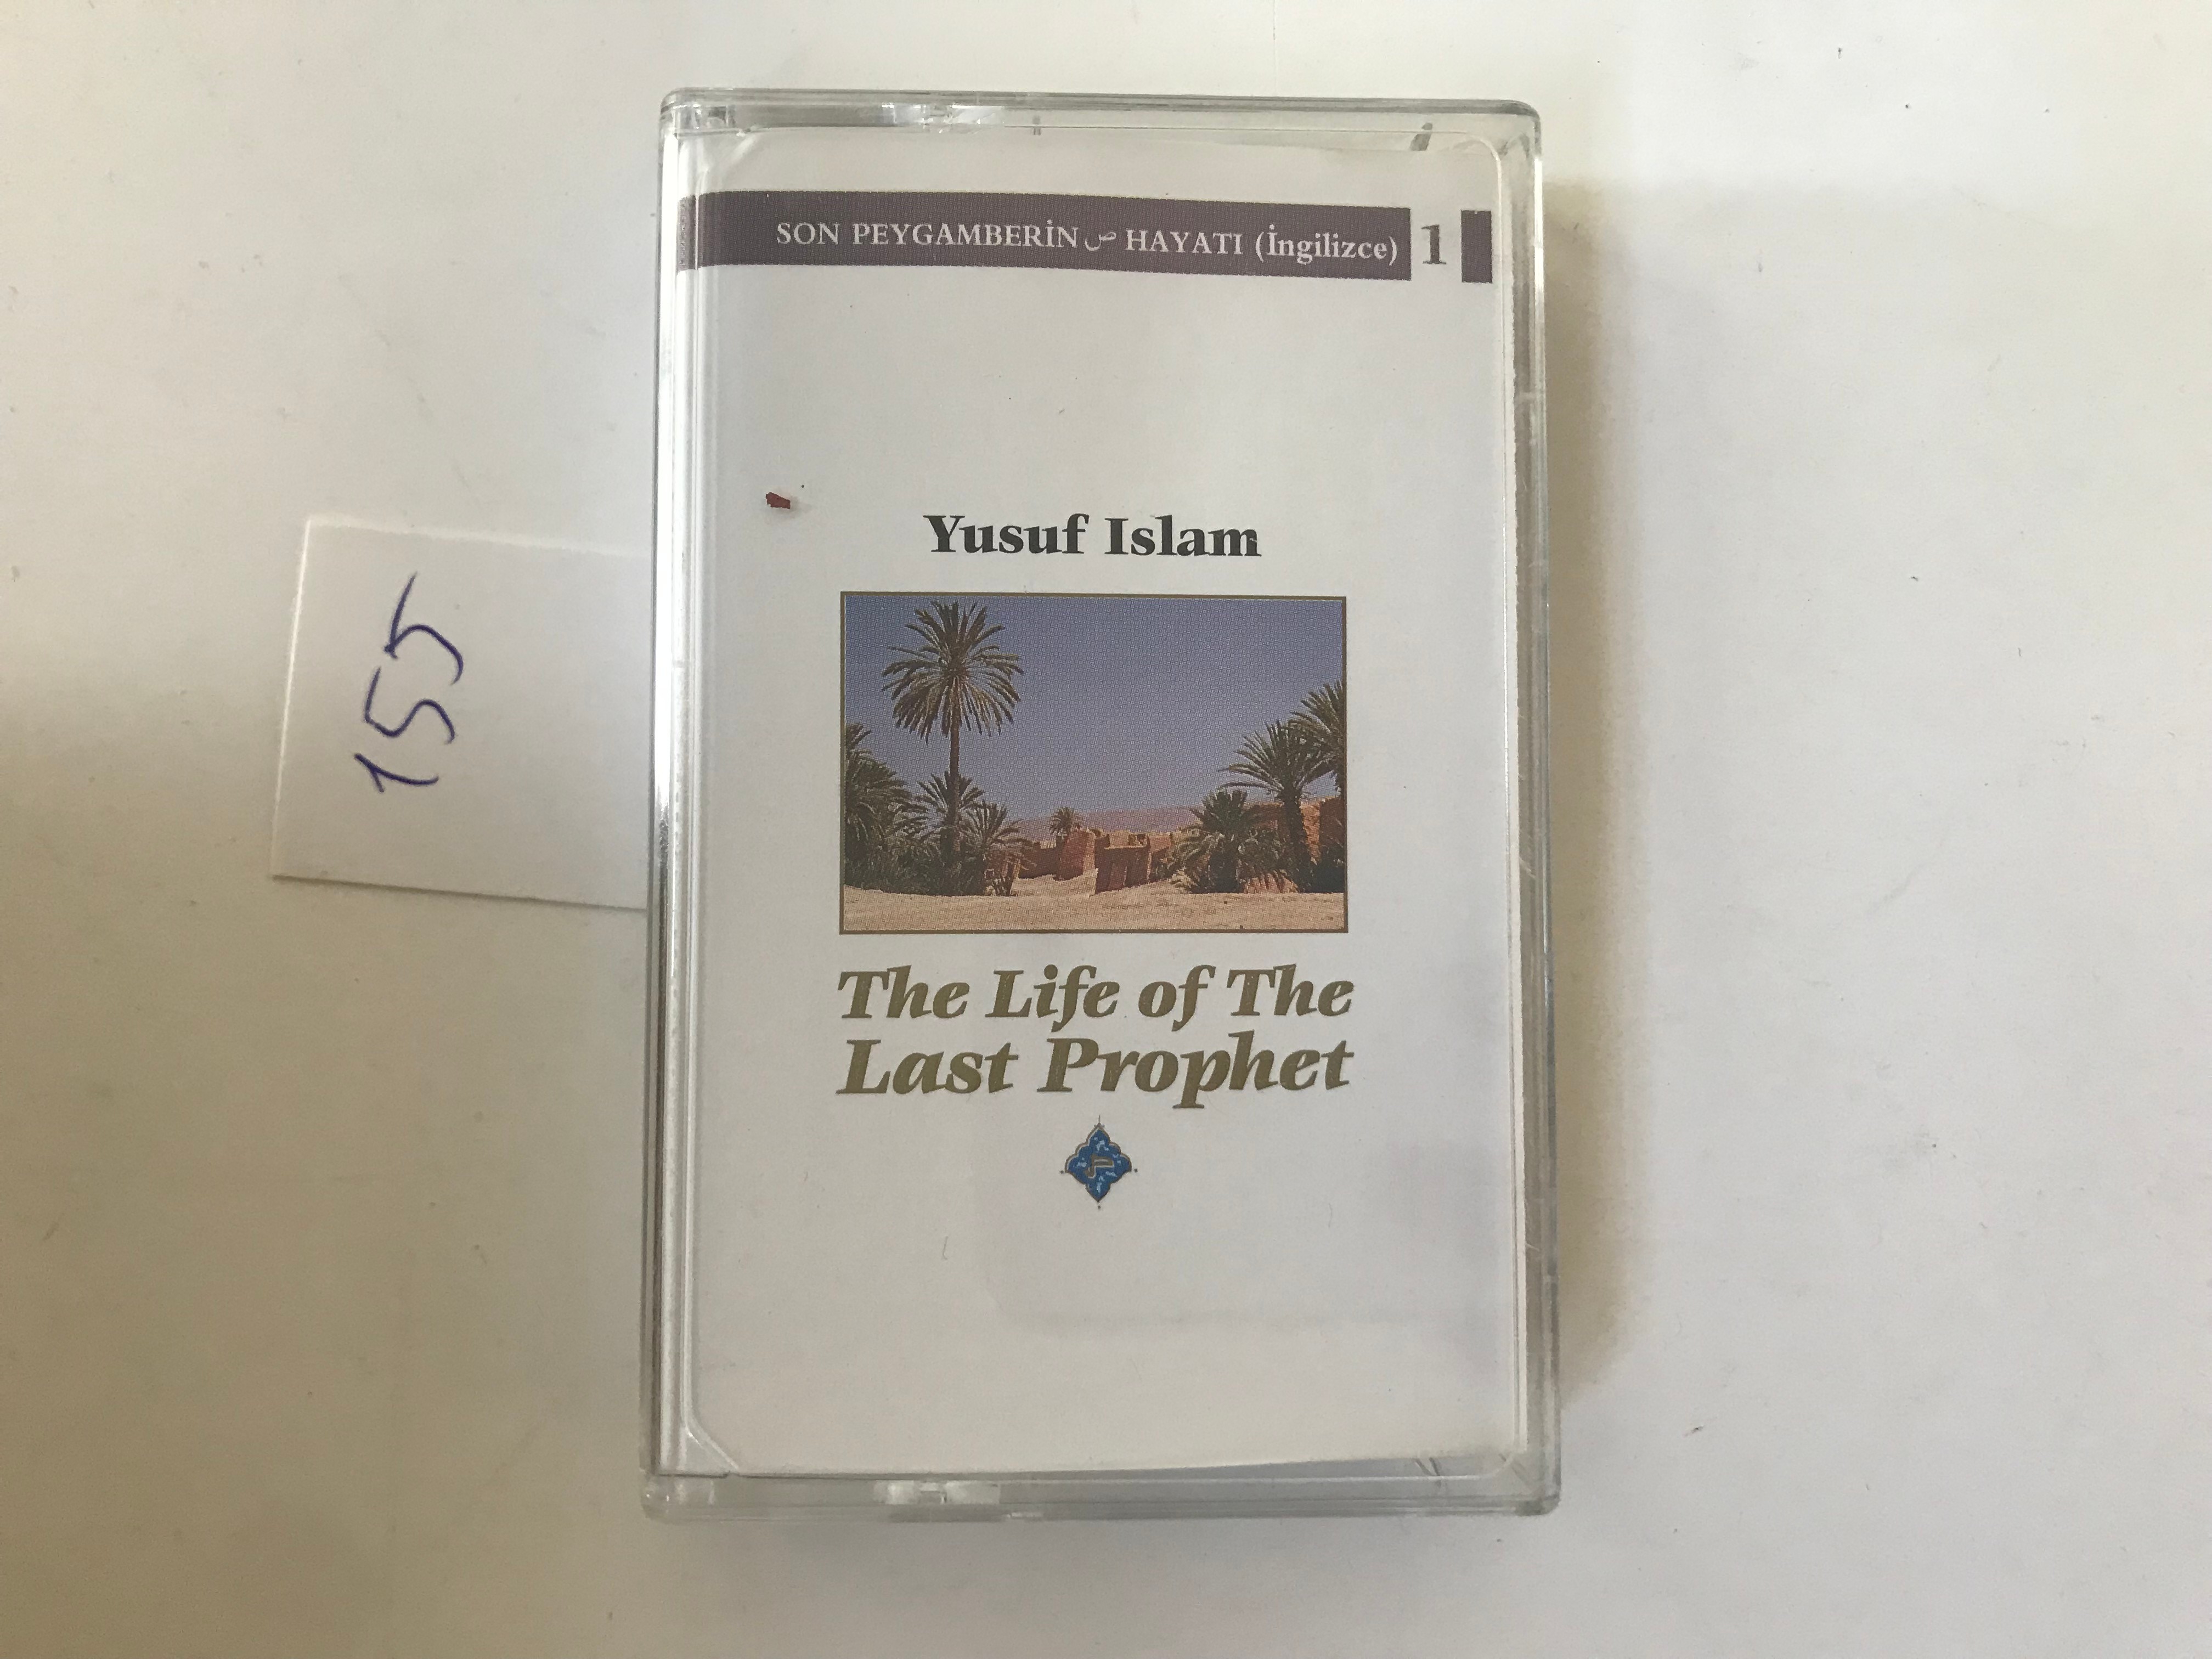 SON PEYGAMBERİN ص HAYATI (İngilizce) 1
Yusuf Islam
The Life of The
Last Prophet
155